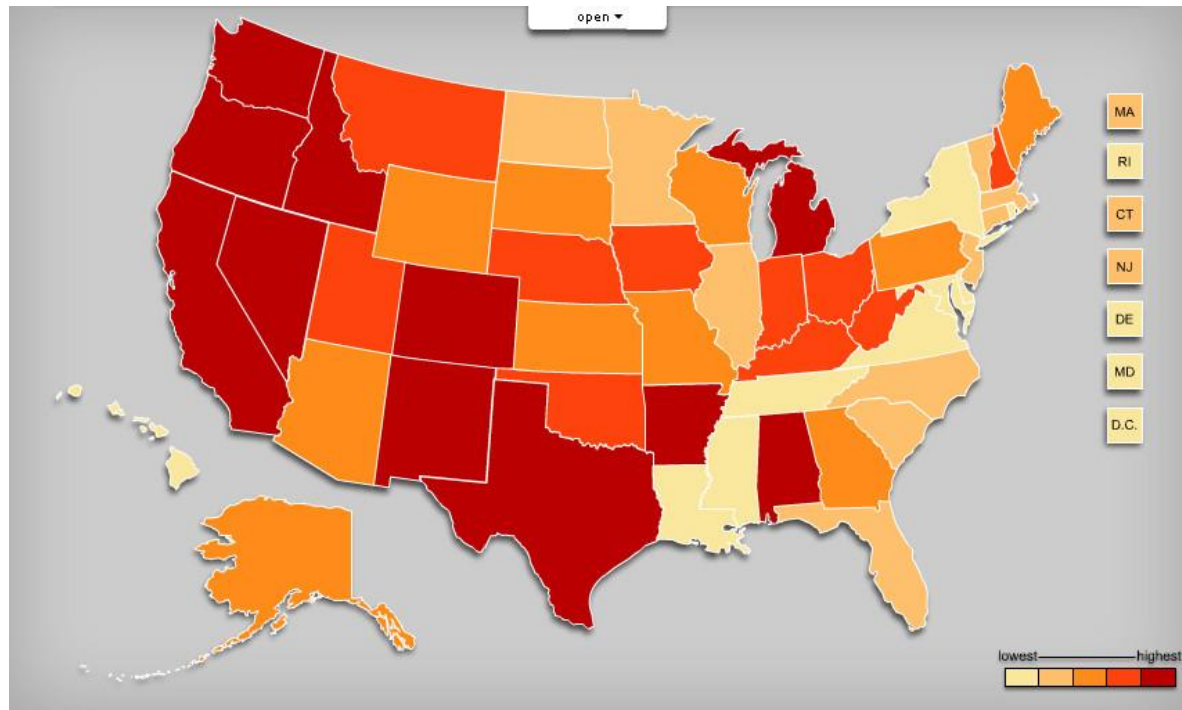 open ▾
MA
RI
CT
NJ
DE
MD
D.C.
lowest highest